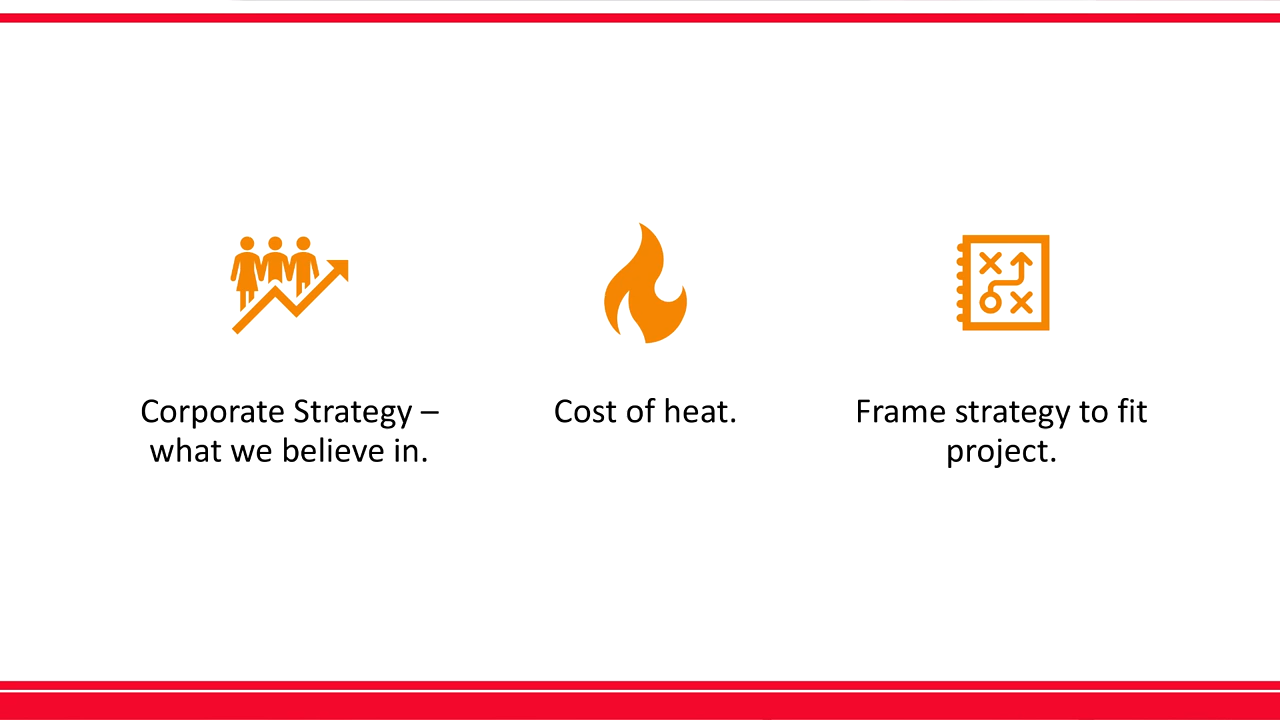 Corporate Strategy –
what we believe in.
Cost of heat.
Frame strategy to fit
project.